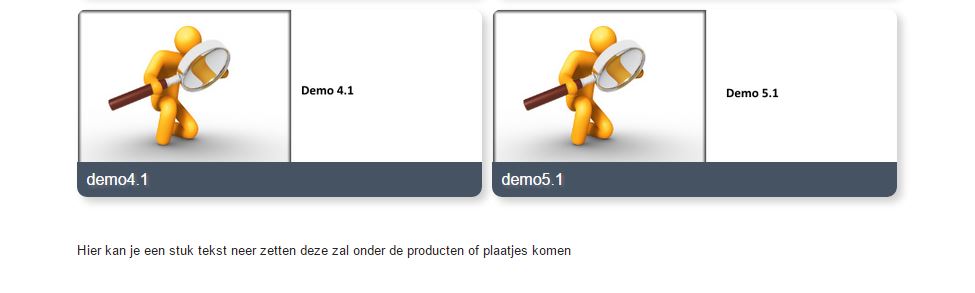 Demo 4.1
Demo 5.1
demo4.1
demo5.1
Hier kan je een stuk tekst neer zetten deze zal onder de producten of plaatjes komen